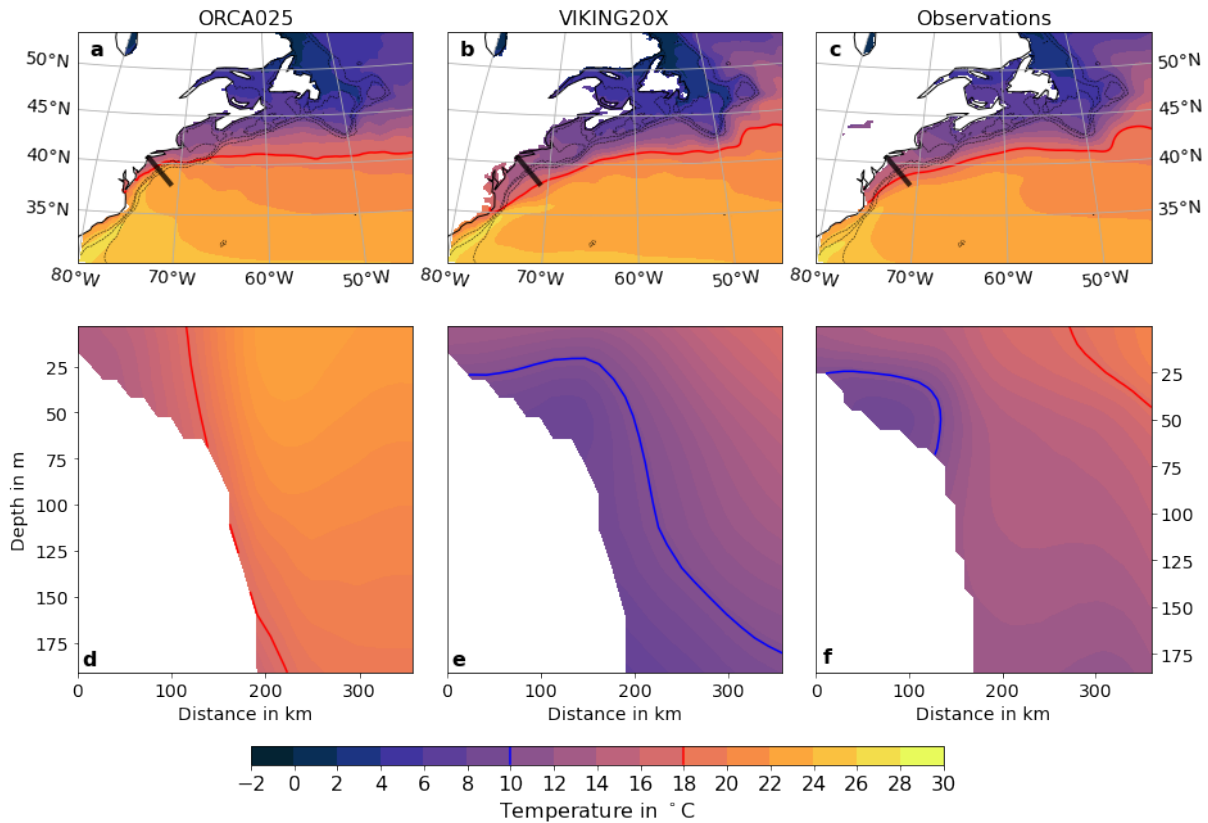 ORCA025 VIKING20X Observations
a b c
50°N 50°N
45°N 45°N
40°N 40°N
35°N 35°N
80°W 70°W 60°W 50°W 80°W 70°W 60°W 50°W 80°W 70°W 60°W 50°W
25 25
50 50
75 75
100 100
125 125
150 150
175 175
Depth in m
d e f
0 100 200 300 0 100 200 300 0 100 200 300
Distance in km Distance in km Distance in km
−2 0 2 4 6 8 10 12 14 16 18 20 22 24 26 28 30
Temperature in °C